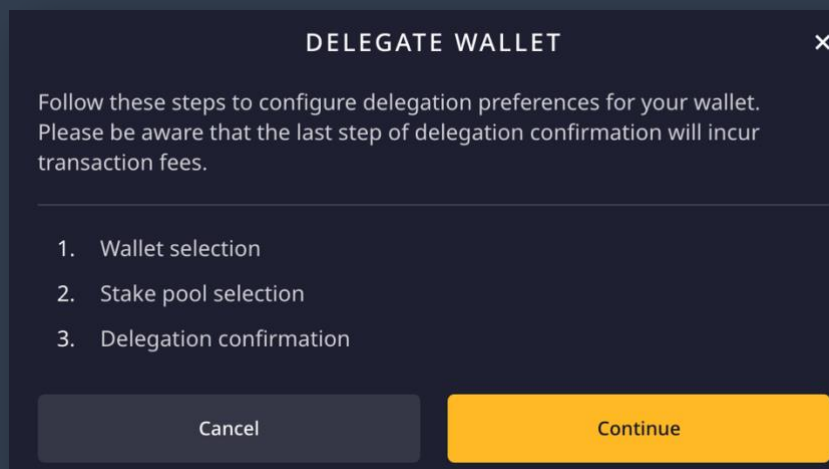 DELEGATE WALLET
Follow these steps to configure delegation preferences for your wallet.
Please be aware that the last step of delegation confirmation will incur
transaction fees.
1. Wallet selection
2. Stake pool selection
3. Delegation confirmation
Cancel
Continue